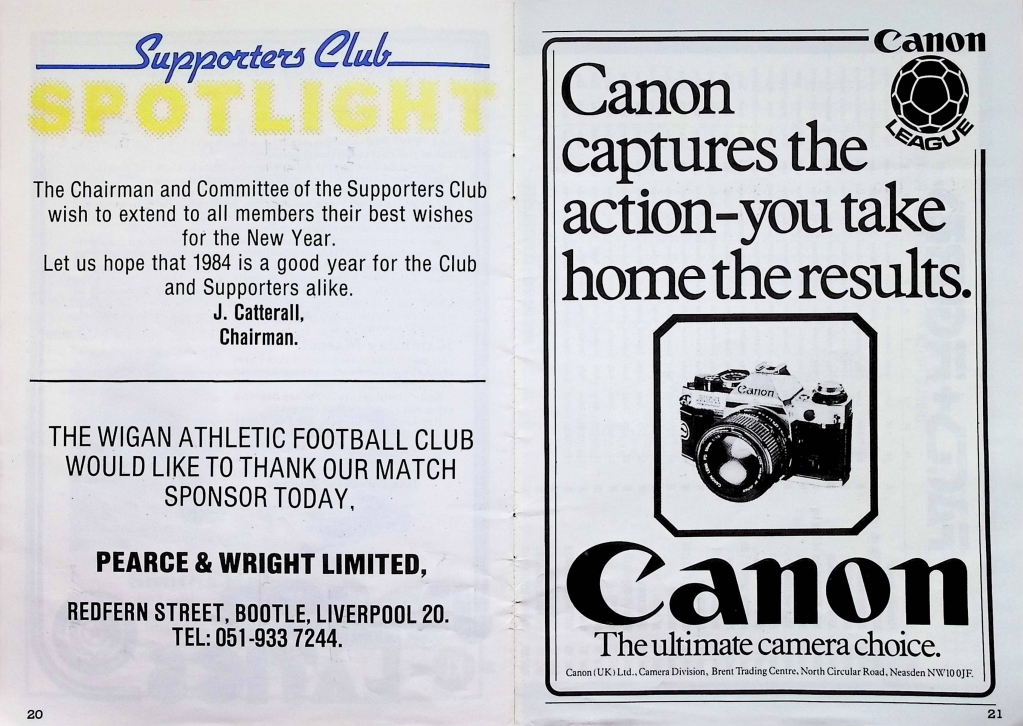 Supporters Club
SPOTLIGHT
The Chairman and Committee of the Supporters Club
wish to extend to all members their best wishes
for the New Year.
Let us hope that 1984 is a good year for the Club
and Supporters alike.
J. Catterall,
Chairman.
THE WIGAN ATHLETIC FOOTBALL CLUB
WOULD LIKE TO THANK OUR MATCH
SPONSOR TODAY,
PEARCE & WRIGHT LIMITED,
REDFERN STREET, BOOTLE, LIVERPOOL 20.
TEL: 051-933 7244.
20
Canon
LEAGUE
Canon
captures the
action-you take
home the results.
Canon
Canon
The ultimate camera choice.
Canon (UK) Ltd., Camera Division, Brent Trading Centre, North Circular Road, Neasden NW10 0JF.
21